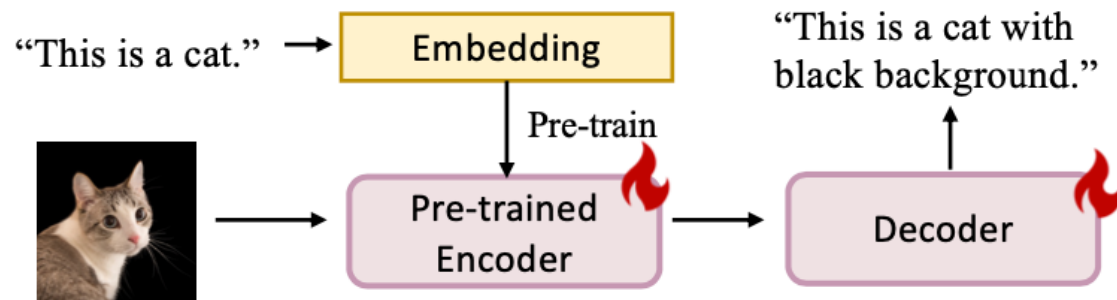 “This is a cat.”
Embedding
“This is a cat with
black background.”
Pre-train
Pre-trained
Encoder
Decoder